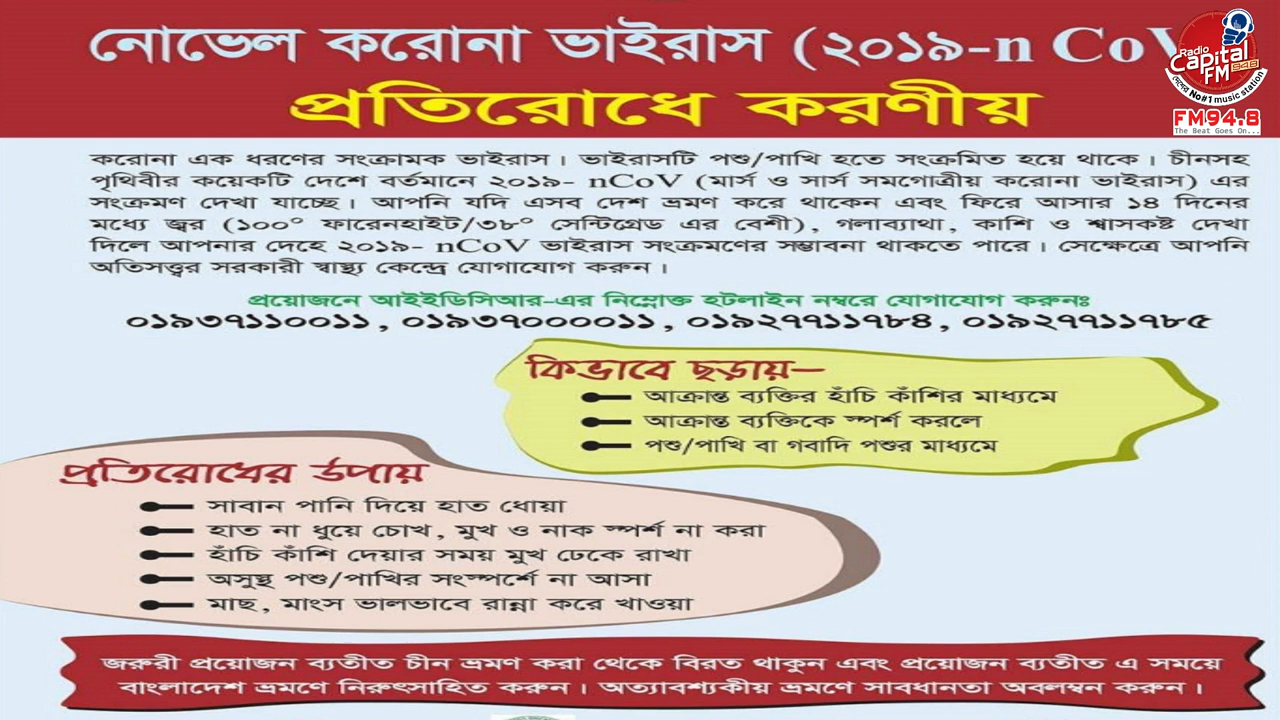 নোভেল করোনা ভাইরাস (২০১৯-n CoV
প্রতিরোধে করণীয়
Radio
Capital
FM 94.8
দেশের No#1 music station
FM94.8
The Beat Goes On...
করোনা এক ধরণের সংক্রামক ভাইরাস। ভাইরাসটি পশু/পাখি হতে সংক্রমিত হয়ে থাকে। চীনসহ
পৃথিবীর কয়েকটি দেশে বর্তমানে ২০১৯- nCoV (মার্স ও সার্স সমগোত্রীয় করোনা ভাইরাস) এর
সংক্রমণ দেখা যাচ্ছে। আপনি যদি এসব দেশ ভ্রমণ করে থাকেন এবং ফিরে আসার ১৪ দিনের
মধ্যে জ্বর (১০০° ফারেনহাইট/৩৮° সেন্টিগ্রেড এর বেশী), গলাব্যাথা, কাশি ও শ্বাসকষ্ট দেখা
দিলে আপনার দেহে ২০১৯- nCoV ভাইরাস সংক্রমণের সম্ভাবনা থাকতে পারে। সেক্ষেত্রে আপনি
অতিসত্ত্বর সরকারী স্বাস্থ্য কেন্দ্রে যোগাযোগ করুন।
প্রয়োজনে আইইডিসিআর-এর নিম্নোক্ত হটলাইন নম্বরে যোগাযোগ করুনঃ
০১৯৩৭১১০০১১, ০১৯৩৭০০০০১১, ০১৯২৭৭১১৭৮৪, ০১৯২৭৭১১৭৮৫
কিভাবে ছড়ায়—
আক্রান্ত ব্যক্তির হাঁচি কাঁশির মাধ্যমে
আক্রান্ত ব্যক্তিকে স্পর্শ করলে
পশু/পাখি বা গবাদি পশুর মাধ্যমে
প্রতিরোধের উপায়
সাবান পানি দিয়ে হাত ধোয়া
হাত না ধুয়ে চোখ, মুখ ও নাক স্পর্শ না করা
হাঁচি কাঁশি দেয়ার সময় মুখ ঢেকে রাখা
অসুস্থ পশু/পাখির সংস্পর্শে না আসা
মাছ, মাংস ভালভাবে রান্না করে খাওয়া
জরুরী প্রয়োজন ব্যতীত চীন ভ্রমণ করা থেকে বিরত থাকুন এবং প্রয়োজন ব্যতীত এ সময়ে
বাংলাদেশ ভ্রমণে নিরুৎসাহিত করুন। অত্যাবশ্যকীয় ভ্রমণে সাবধানতা অবলম্বন করুন।